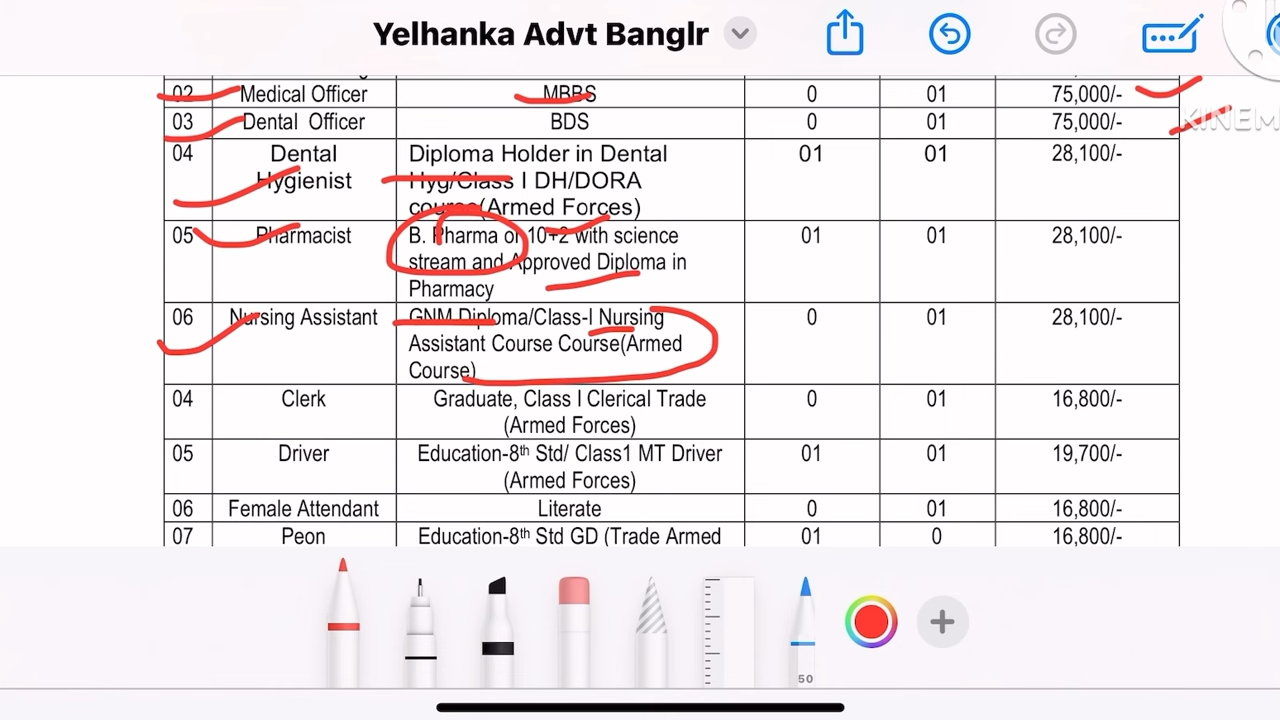 Yelhanka Advt Banglr
02 Medical Officer MBBS 0 01 75,000/-
03 Dental Officer BDS 0 01 75,000/-
KINEM
04 Dental Hygienist Diploma Holder in Dental Hyg/Class I DH/DORA course(Armed Forces) 01 01 28,100/-
05 Pharmacist B. Pharma or 10+2 with science stream and Approved Diploma in Pharmacy 01 01 28,100/-
06 Nursing Assistant GNM Diploma/Class-I Nursing Assistant Course Course(Armed Course) 0 01 28,100/-
04 Clerk Graduate, Class I Clerical Trade (Armed Forces) 0 01 16,800/-
05 Driver Education-8th Std/ Class1 MT Driver (Armed Forces) 01 01 19,700/-
06 Female Attendant Literate 0 01 16,800/-
07 Peon Education-8th Std GD (Trade Armed 01 0 16,800/-
50